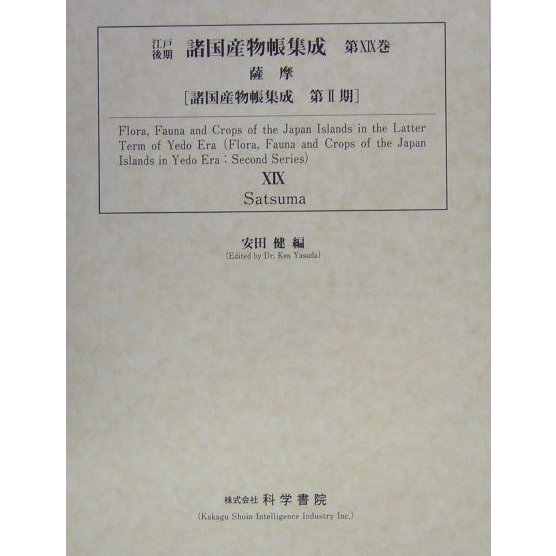 江戸後期 諸国産物帳集成 第XIX巻
薩摩
[諸国産物帳集成 第II期]
Flora, Fauna and Crops of the Japan Islands in the Latter
Term of Yedo Era (Flora, Fauna and Crops of the Japan
Islands in Yedo Era : Second Series)
XIX
Satsuma
安田 健 編
(Edited by Dr. Ken Yasuda)
株式会社 科学書院
(Kakagu Shoin Intelligence Industry Inc.)